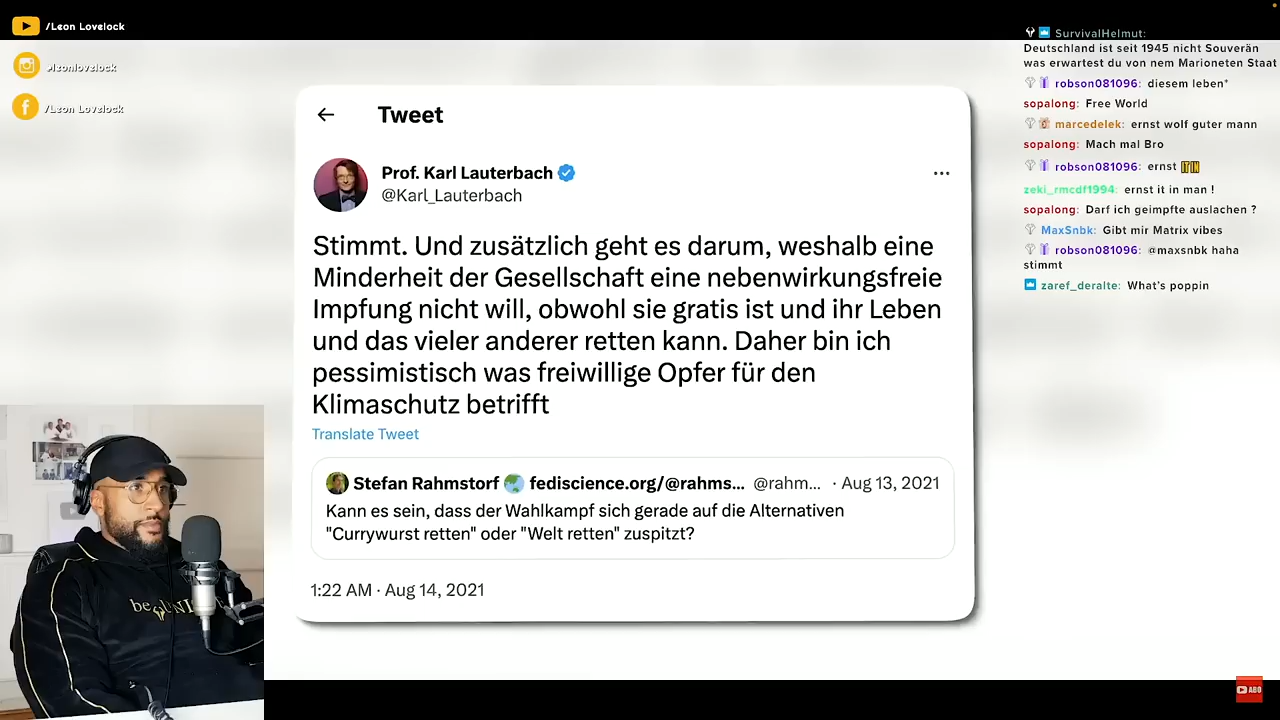 /Leon Lovelock
leonlovelock
/Leon Lovelock
Tweet
Prof. Karl Lauterbach
@Karl_Lauterbach
Stimmt. Und zusätzlich geht es darum, weshalb eine
Minderheit der Gesellschaft eine nebenwirkungsfreie
Impfung nicht will, obwohl sie gratis ist und ihr Leben
und das vieler anderer retten kann. Daher bin ich
pessimistisch was freiwillige Opfer für den
Klimaschutz betrifft
Translate Tweet
Stefan Rahmstorf fediscience.org/@rahms... @rahm... · Aug 13, 2021
Kann es sein, dass der Wahlkampf sich gerade auf die Alternativen
"Currywurst retten" oder "Welt retten" zuspitzt?
1:22 AM · Aug 14, 2021
SurvivalHelmut:
Deutschland ist seit 1945 nicht Souverän
was erwartest du von nem Marioneten Staat
robson081096: diesem leben*
sopalong: Free World
marcedelek: ernst wolf guter mann
sopalong: Mach mal Bro
robson081096: ernst
zeki_rmcdf1994: ernst it in man !
sopalong: Darf ich geimpfte auslachen ?
MaxSnbk: Gibt mir Matrix vibes
robson081096: @maxsnbk haha
stimmt
zaref_deralte: What's poppin
ABO